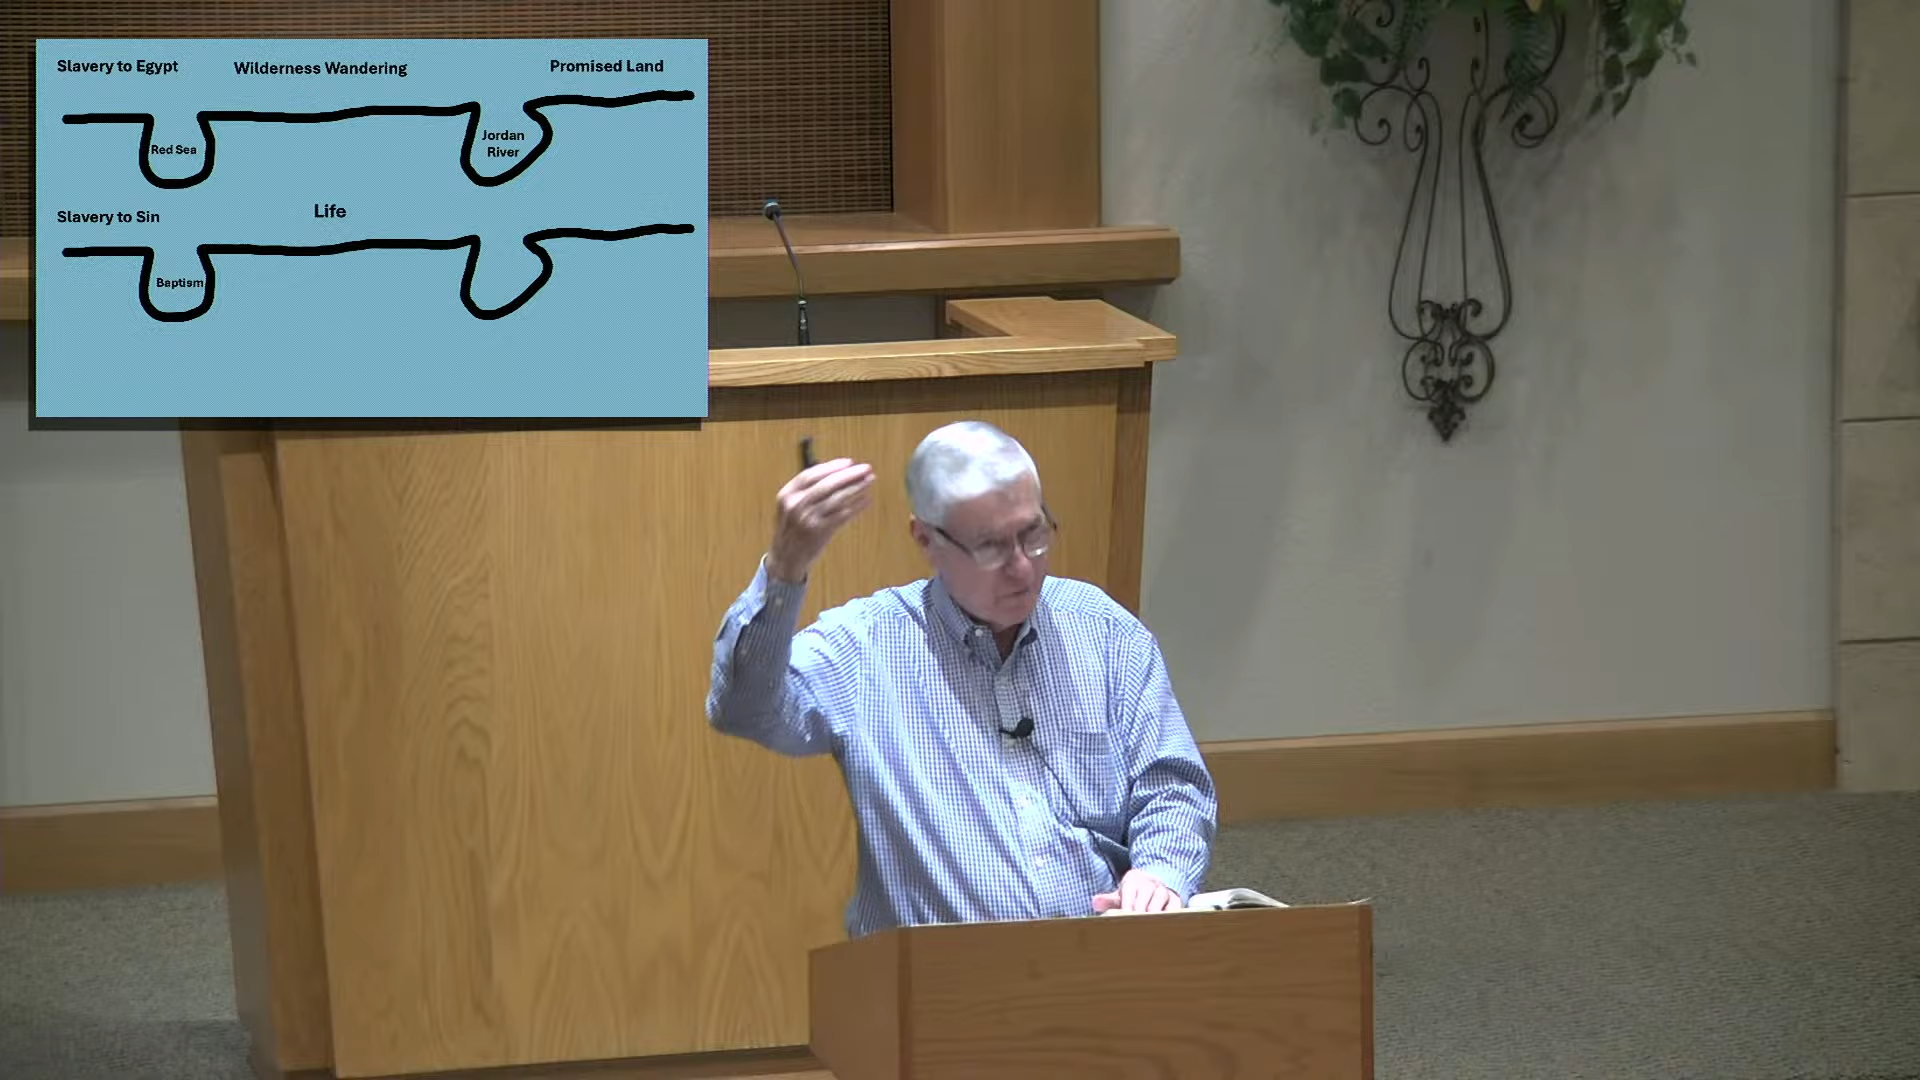 Slavery to Egypt
Wilderness Wandering
Promised Land
Red Sea
Jordan
River
Slavery to Sin
Life
Baptism